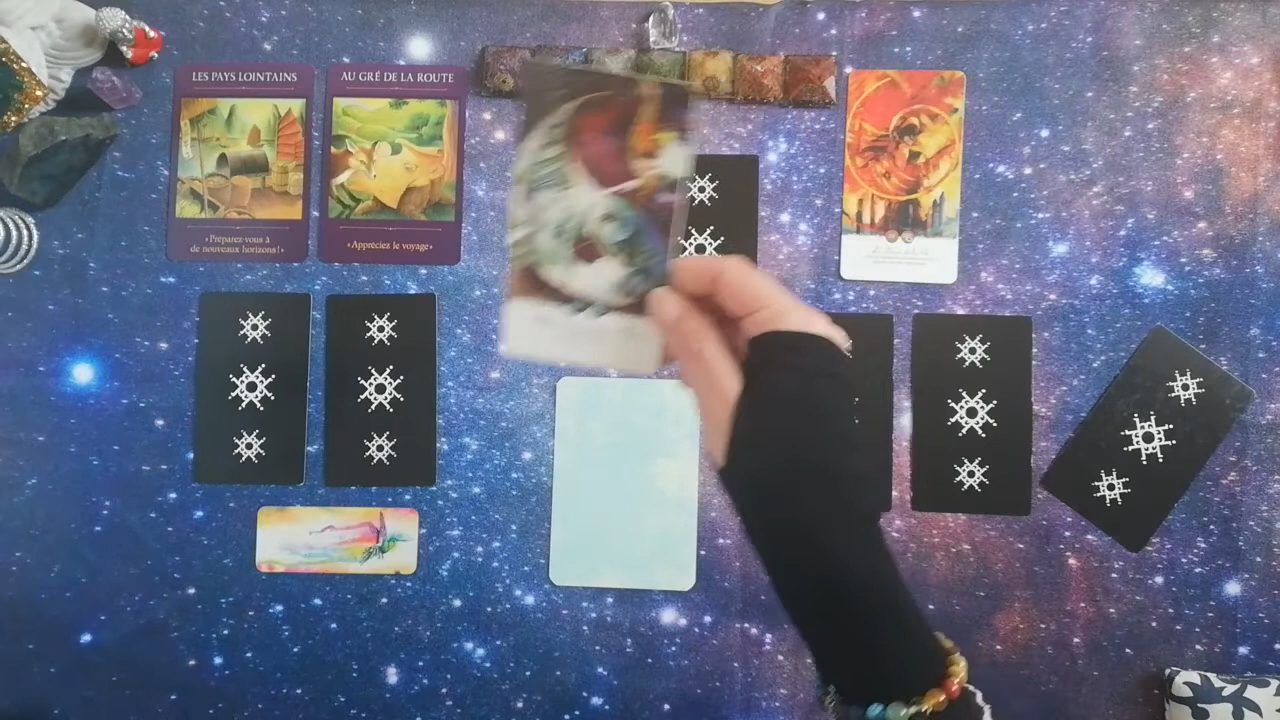 LES PAYS LOINTAINS
«Préparez-vous à
de nouveaux horizons!»
AU GRÉ DE LA ROUTE
«Appréciez le voyage»